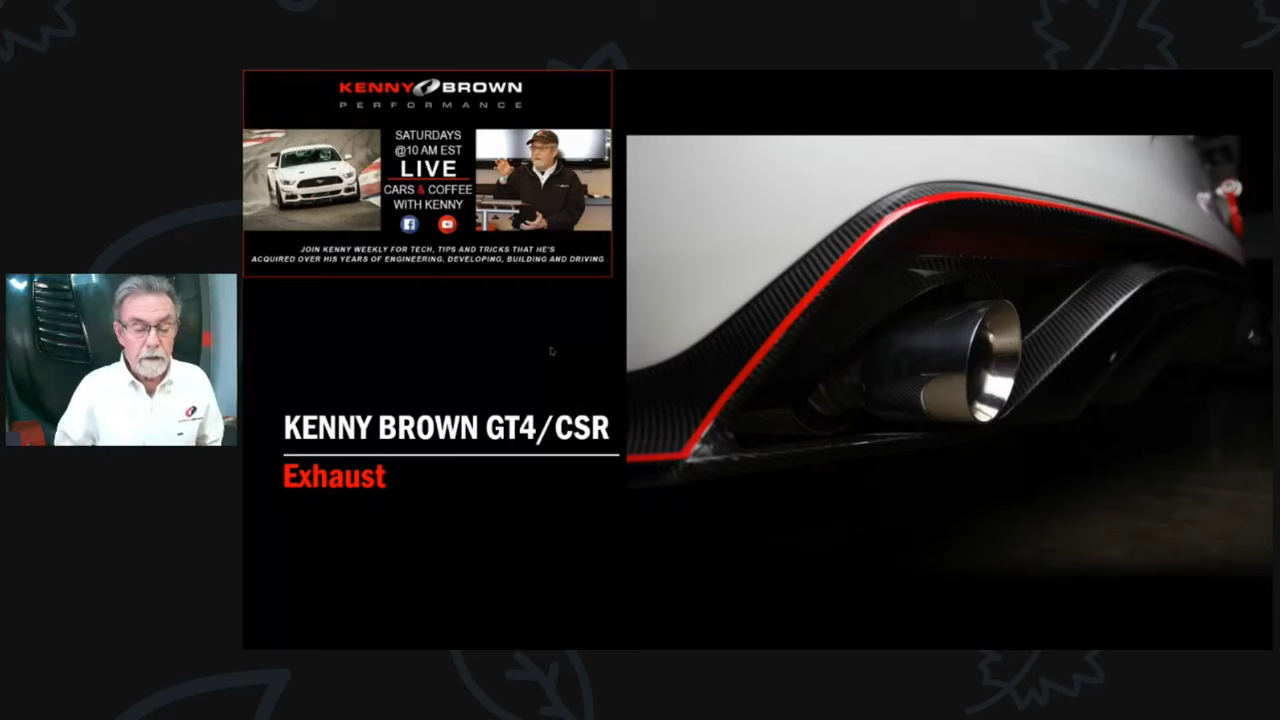 KENNY BROWN
PERFORMANCE
SATURDAYS
@10 AM EST
LIVE
CARS & COFFEE
WITH KENNY
JOIN KENNY WEEKLY FOR TECH, TIPS AND TRICKS THAT HE'S
ACQUIRED OVER HIS YEARS OF ENGINEERING, DEVELOPING, BUILDING AND DRIVING
KENNY BROWN GT4/CSR
Exhaust